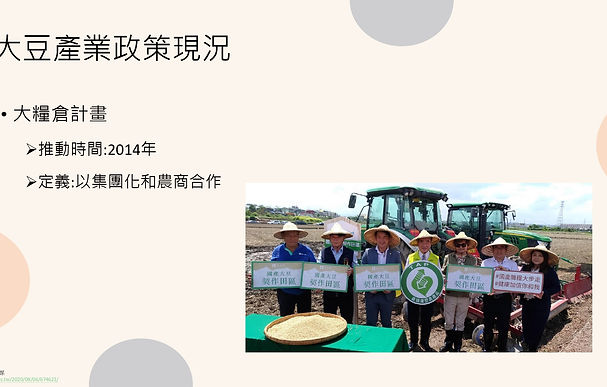 大豆產業政策現況
• 大糧倉計畫
➢推動時間:2014年
➢定義:以集團化和農商合作
國產大豆
契作田區
國產大豆
契作田區
國產大豆
契作田區
TAP
國產大豆
契作田區